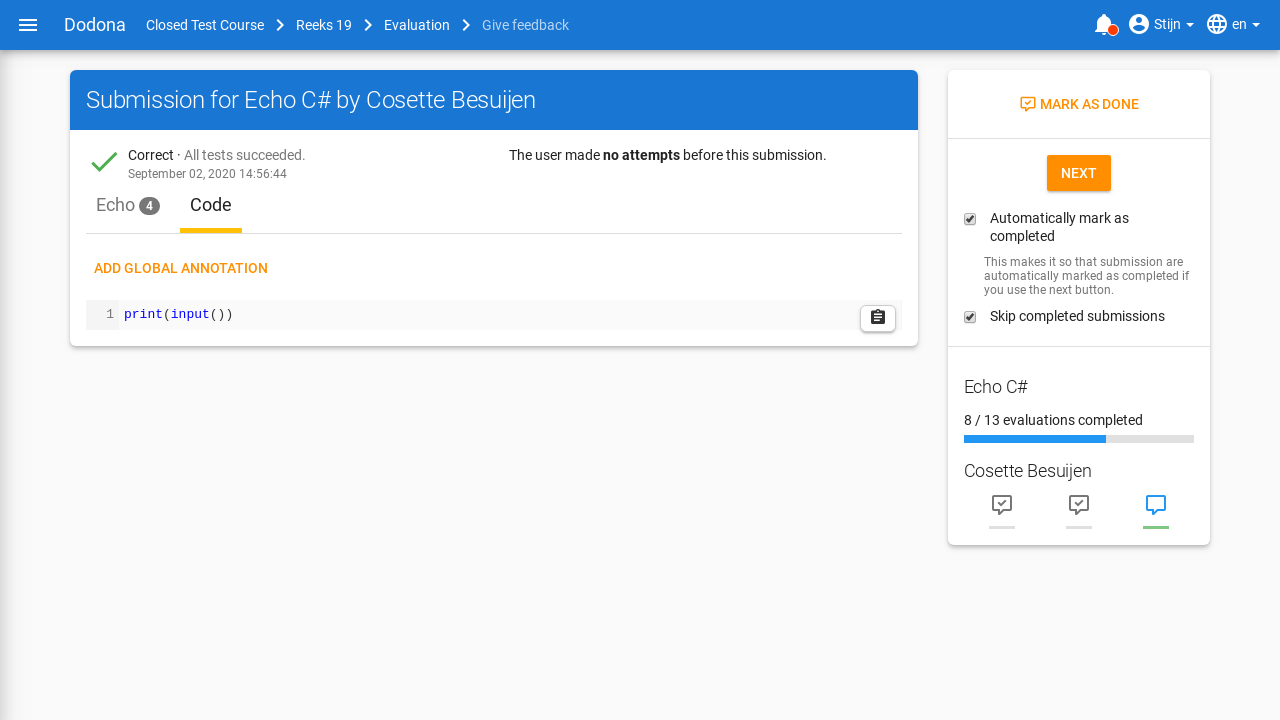 Dodona Closed Test Course Reeks 19 Evaluation Give feedback Stijn en
Submission for Echo C# by Cosette Besuijen
Correct · All tests succeeded.
September 02, 2020 14:56:44
The user made no attempts before this submission.
Echo 4 Code
ADD GLOBAL ANNOTATION
1 print(input())
MARK AS DONE
NEXT
Automatically mark as
completed
This makes it so that submission are
automatically marked as completed if
you use the next button.
Skip completed submissions
Echo C#
8 / 13 evaluations completed
Cosette Besuijen